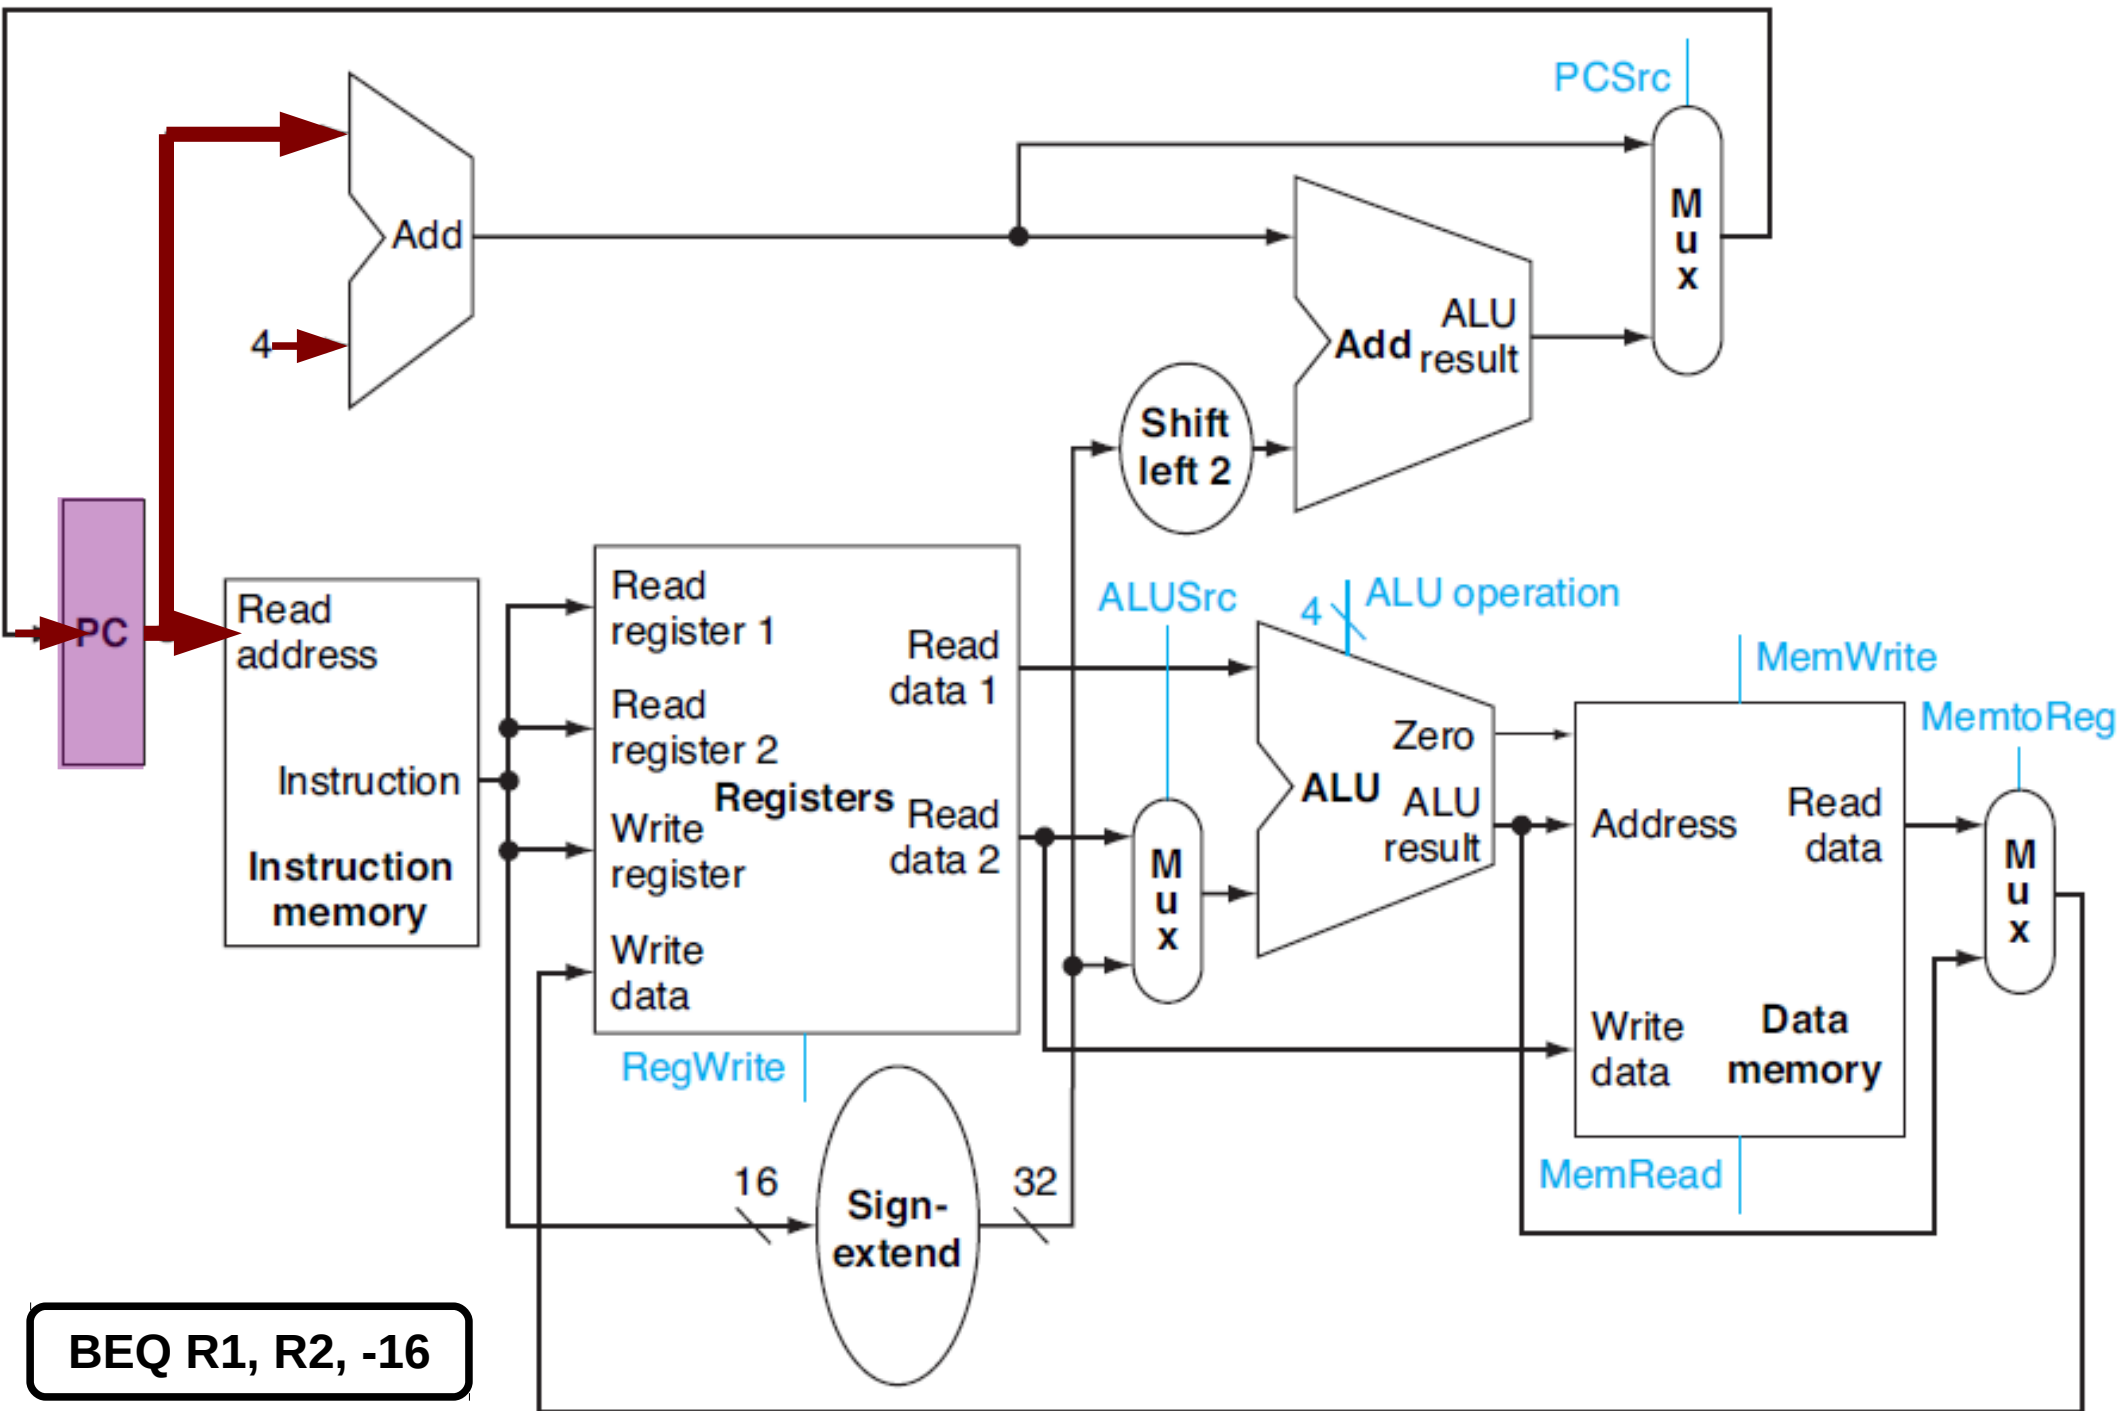 PCSrc
M
u
x
Add
4
Add
ALU
result
Shift
left 2
PC
Read
address
Instruction
Instruction
memory
Read
register 1
Read
register 2
Write
register
Write
data
Registers
Read
data 1
Read
data 2
RegWrite
ALUSrc
M
u
x
4
ALU operation
Zero
ALU
ALU
result
MemWrite
Address
Read
data
Write
data
Data
memory
MemRead
MemtoReg
M
u
x
16
Sign-
extend
32
BEQ R1, R2, -16